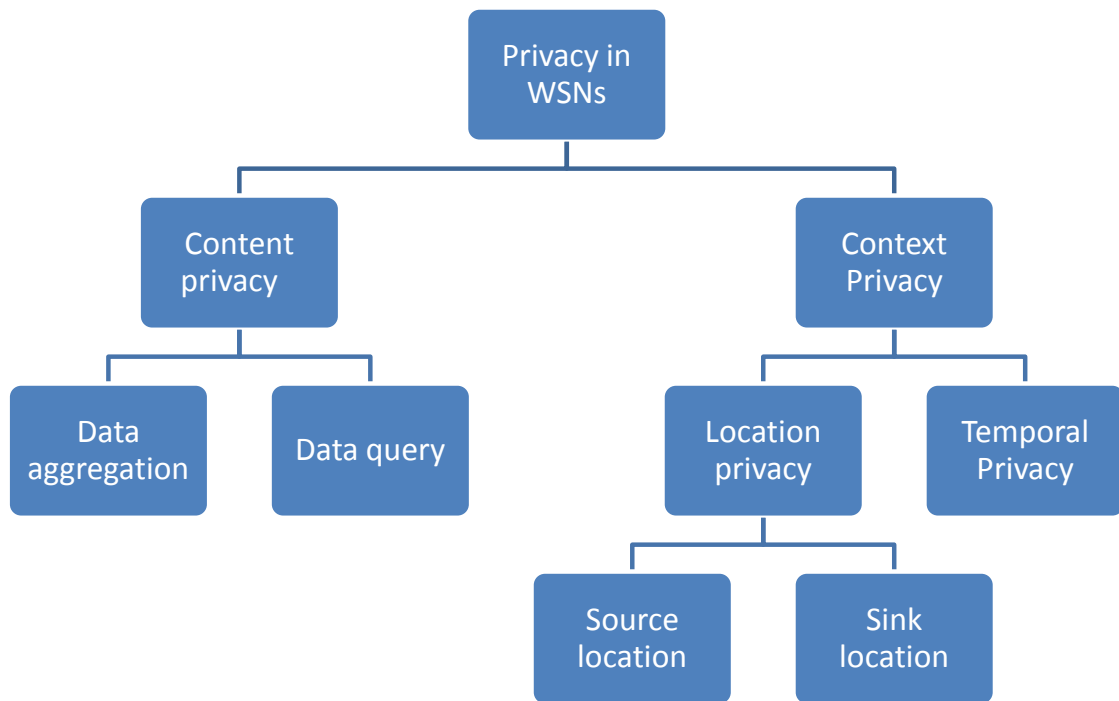 Privacy in
WSNs
Content
privacy
Context
Privacy
Data
aggregation
Data query
Location
privacy
Temporal
Privacy
Source
location
Sink
location